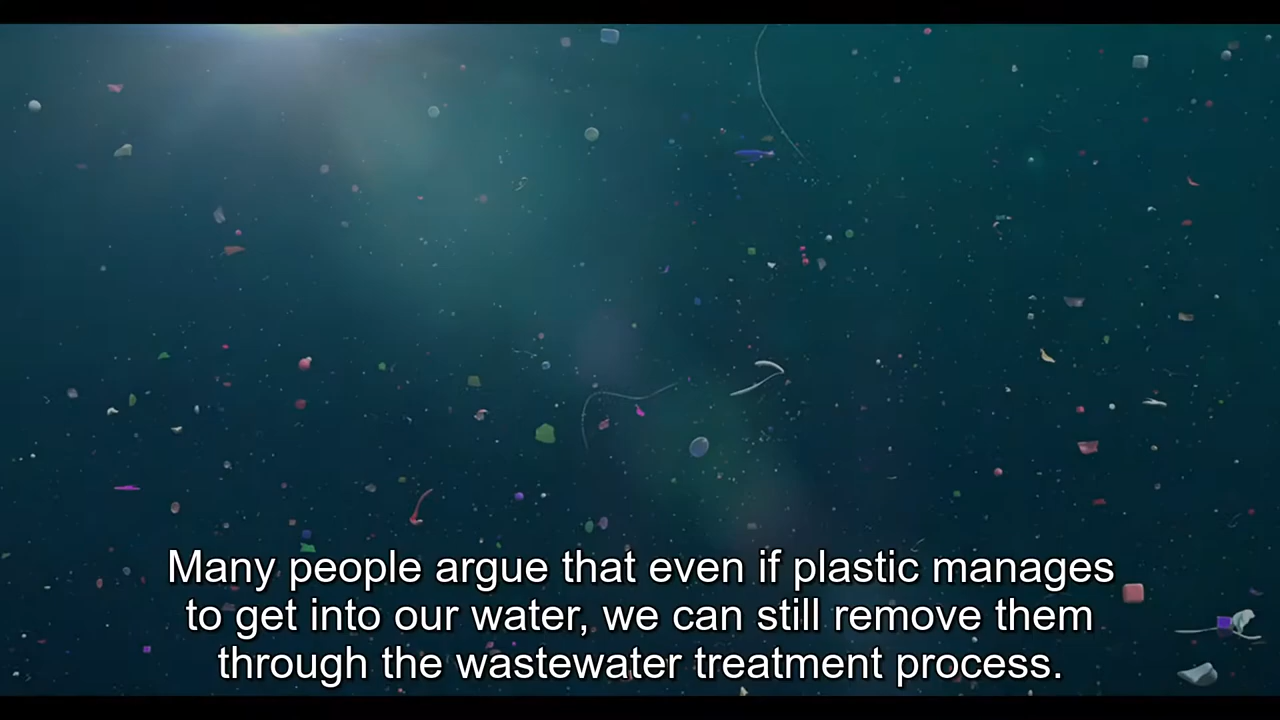 Many people argue that even if plastic manages
to get into our water, we can still remove them
through the wastewater treatment process.